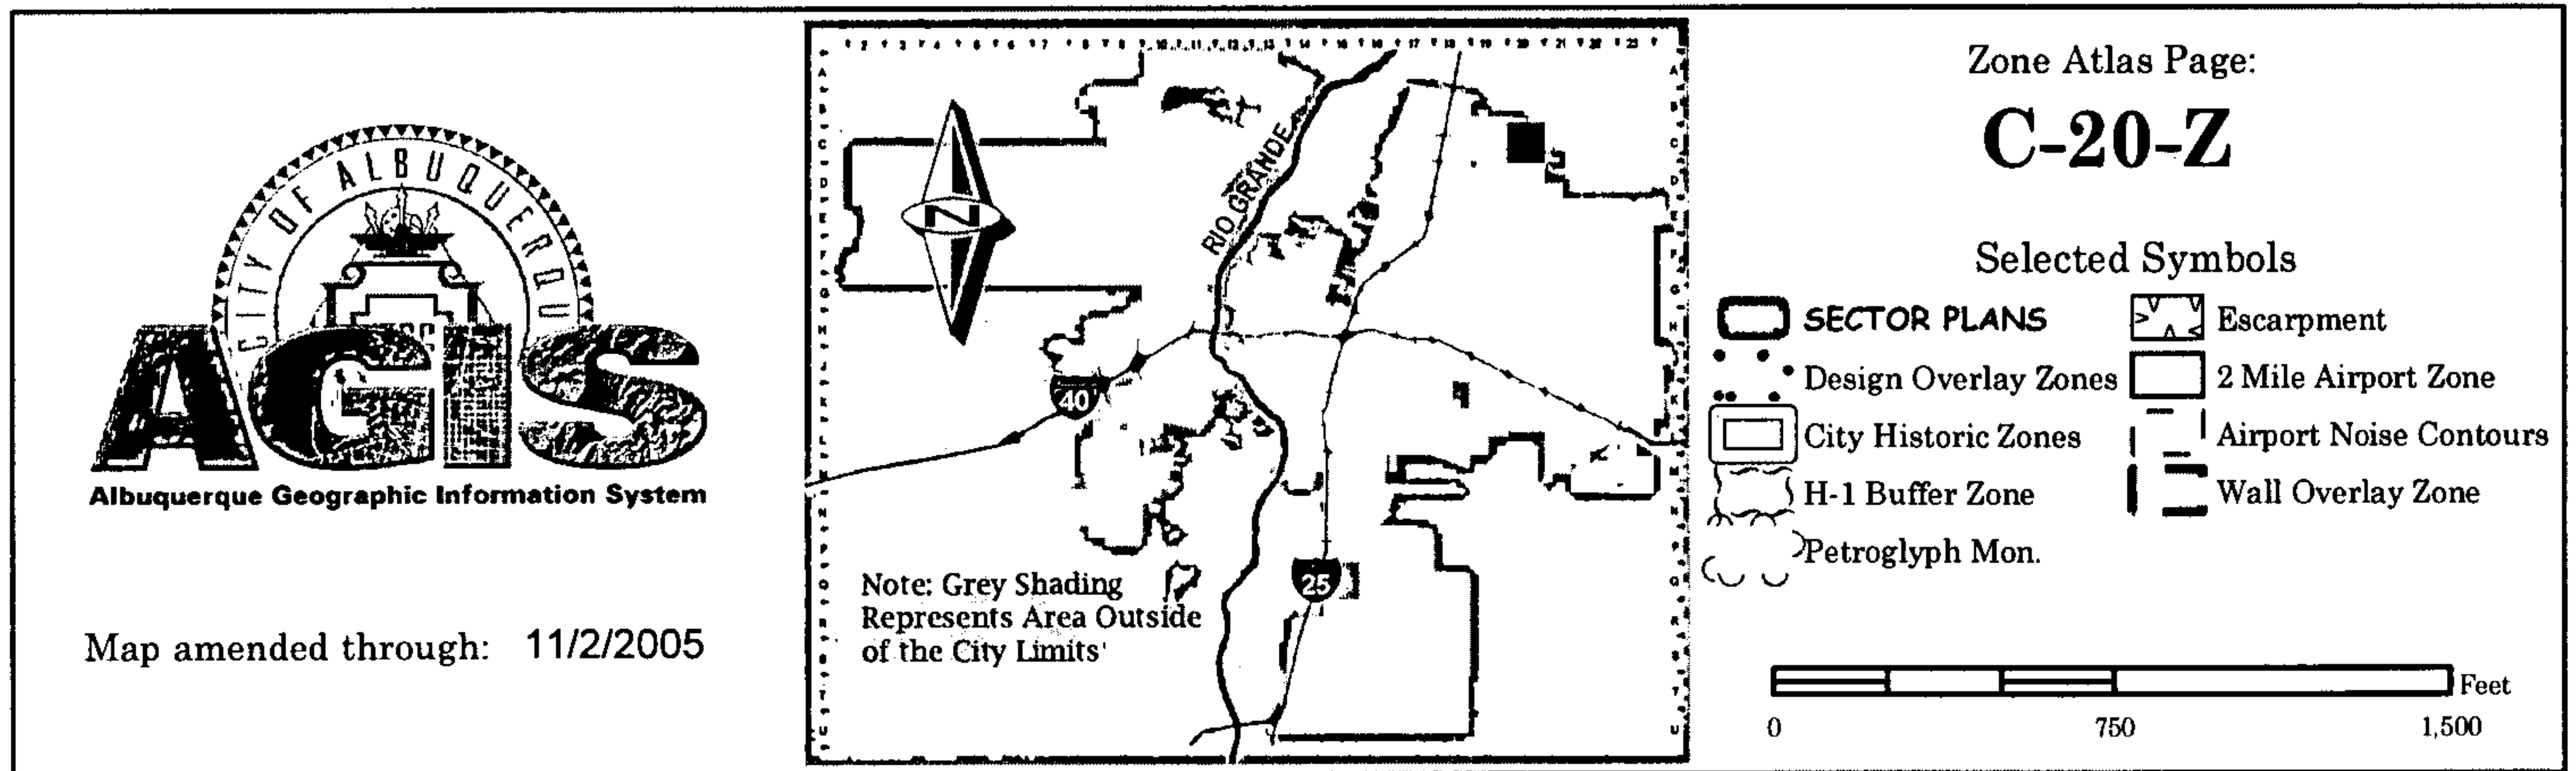 CITY OF ALBUQUERQU
AGIS
Albuquerque Geographic Information System
Map amended through: 11/2/2005
N
RIO GRANDE
40
25
Note: Grey Shading
Represents Area Outside
of the City Limits
Zone Atlas Page:
C-20-Z
Selected Symbols
SECTOR PLANS
Escarpment
Design Overlay Zones
2 Mile Airport Zone
City Historic Zones
Airport Noise Contours
H-1 Buffer Zone
Wall Overlay Zone
Petroglyph Mon.
Feet
0 750 1,500